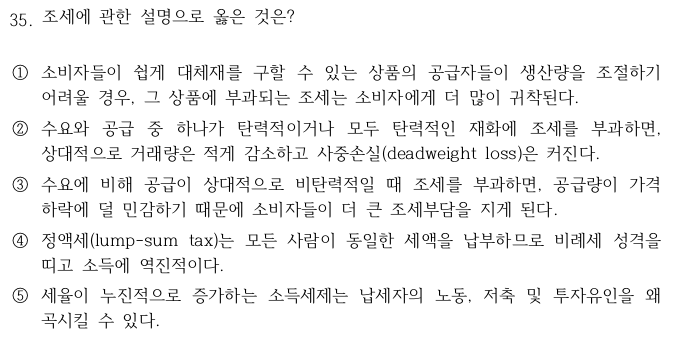 35. 조세에 관한 설명으로 옳은 것은?
① 소비자들이 쉽게 대체재를 구할 수 있는 상품의 공급자들이 생산량을 조절하기
어려울 경우, 그 상품에 부과되는 조세는 소비자에게 더 많이 귀착된다.
② 수요와 공급 중 하나가 탄력적이거나 모두 탄력적인 재화에 조세를 부과하면,
상대적으로 거래량은 적게 감소하고 사중손실(deadweight loss)은 커진다.
③ 수요에 비해 공급이 상대적으로 비탄력적일 때 조세를 부과하면, 공급량이 가격
하락에 덜 민감하기 때문에 소비자들이 더 큰 조세부담을 지게 된다.
④ 정액세(lump-sum tax)는 모든 사람이 동일한 세액을 납부하므로 비례세 성격을
띠고 소득에 역진적이다.
⑤ 세율이 누진적으로 증가하는 소득세제는 납세자의 노동, 저축 및 투자유인을 왜
곡시킬 수 있다.